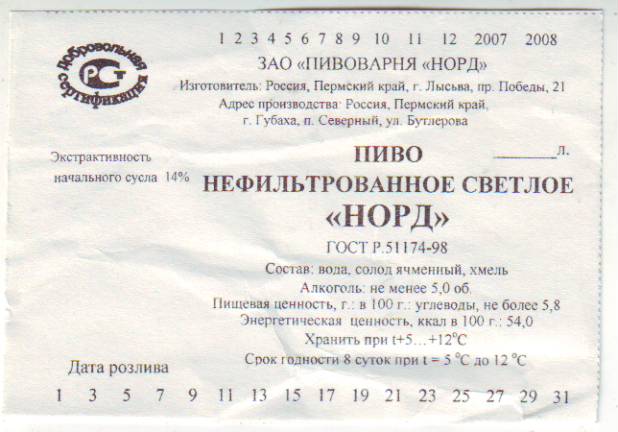 1 2 3 4 5 6 7 8 9 10 11 12 2007 2008
добровольная
сертификация
РСТ
ЗАО «ПИВОВАРНЯ «НОРД»
Изготовитель: Россия, Пермский край, г. Лысьва, пр. Победы, 21
Адрес производства: Россия, Пермский край,
г. Губаха, п. Северный, ул. Бутлерова
Экстрактивность
начального сусла 14%
ПИВО ________л.
НЕФИЛЬТРОВАННОЕ СВЕТЛОЕ
«НОРД»
ГОСТ Р.51174-98
Состав: вода, солод ячменный, хмель
Алкоголь: не менее 5,0 об.
Пищевая ценность, г.: в 100 г.: углеводы, не более 5,8
Энергетическая ценность, ккал в 100 г.: 54,0
Хранить при t+5...+12°С
Срок годности 8 суток при t = 5 °С до 12 °С
Дата розлива
1 3 5 7 9 11 13 15 17 19 21 23 25 27 29 31